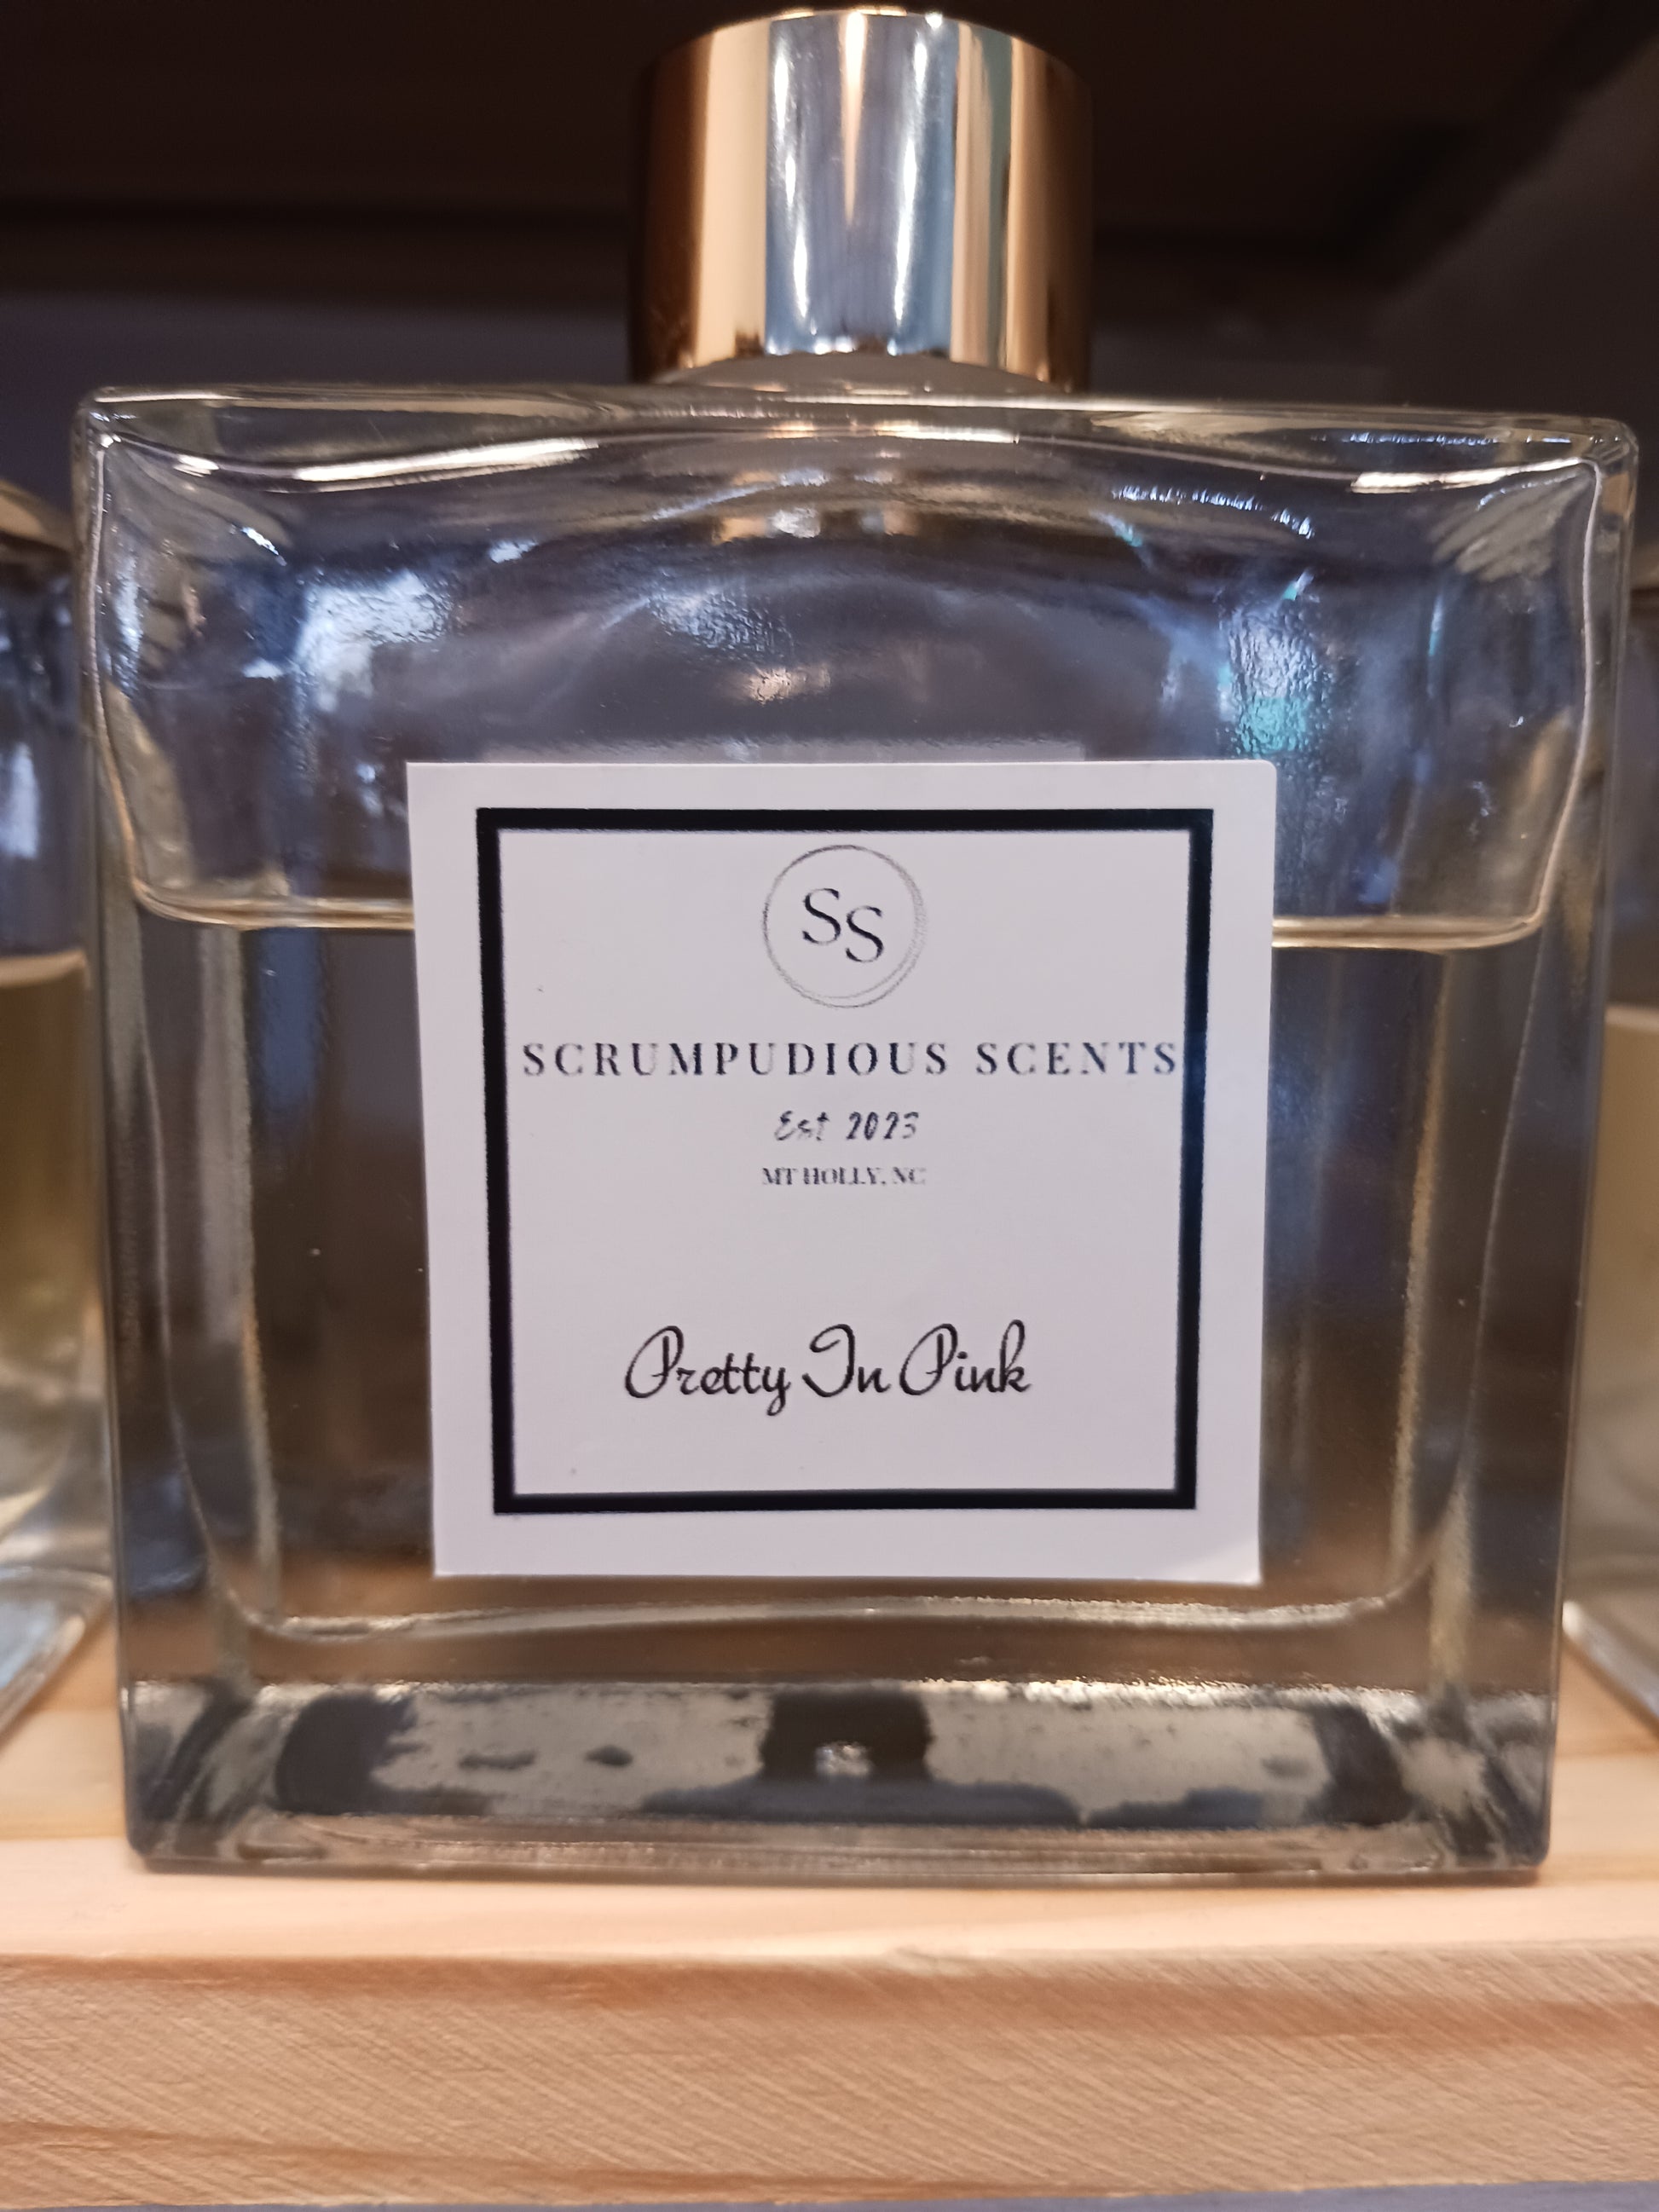 SS
SCRUMPUDIOUS SCENTS
Est 2023
MT HOLLY, NC
Pretty In Pink